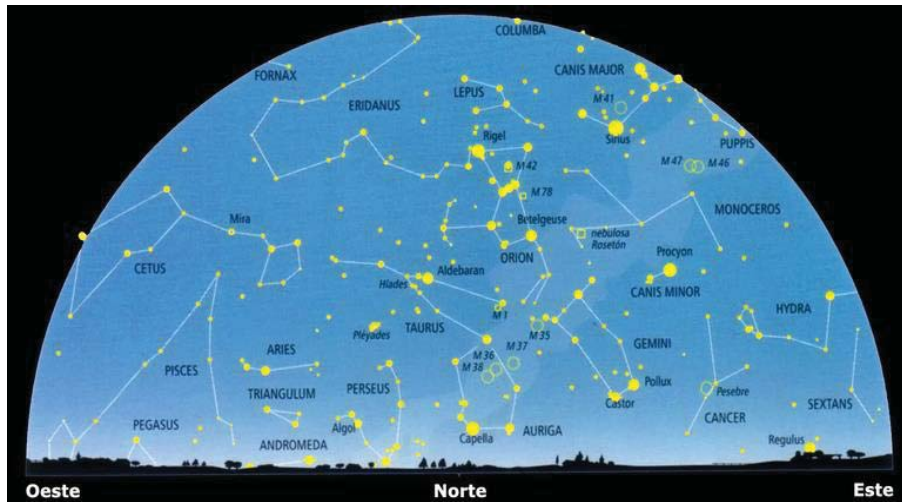 COLUMBA
CANIS MAJOR
FORNAX
LEPUS
M 41
ERIDANUS
Rigel
Sirius
PUPPIS
M 42
M 47
M 46
M 78
MONOCEROS
Mira
Betelgeuse
nebulosa
Rosetón
ORION
Procyon
CETUS
Aldebaran
Híades
CANIS MINOR
M 1
HYDRA
Pléyades
TAURUS
M 35
GEMINI
ARIES
M 37
M 36
M 38
PISCES
PERSEUS
Pollux
TRIANGULUM
Pesebre
Castor
SEXTANS
CANCER
PEGASUS
Algol
AURIGA
ANDROMEDA
Capella
Regulus
Oeste
Norte
Este